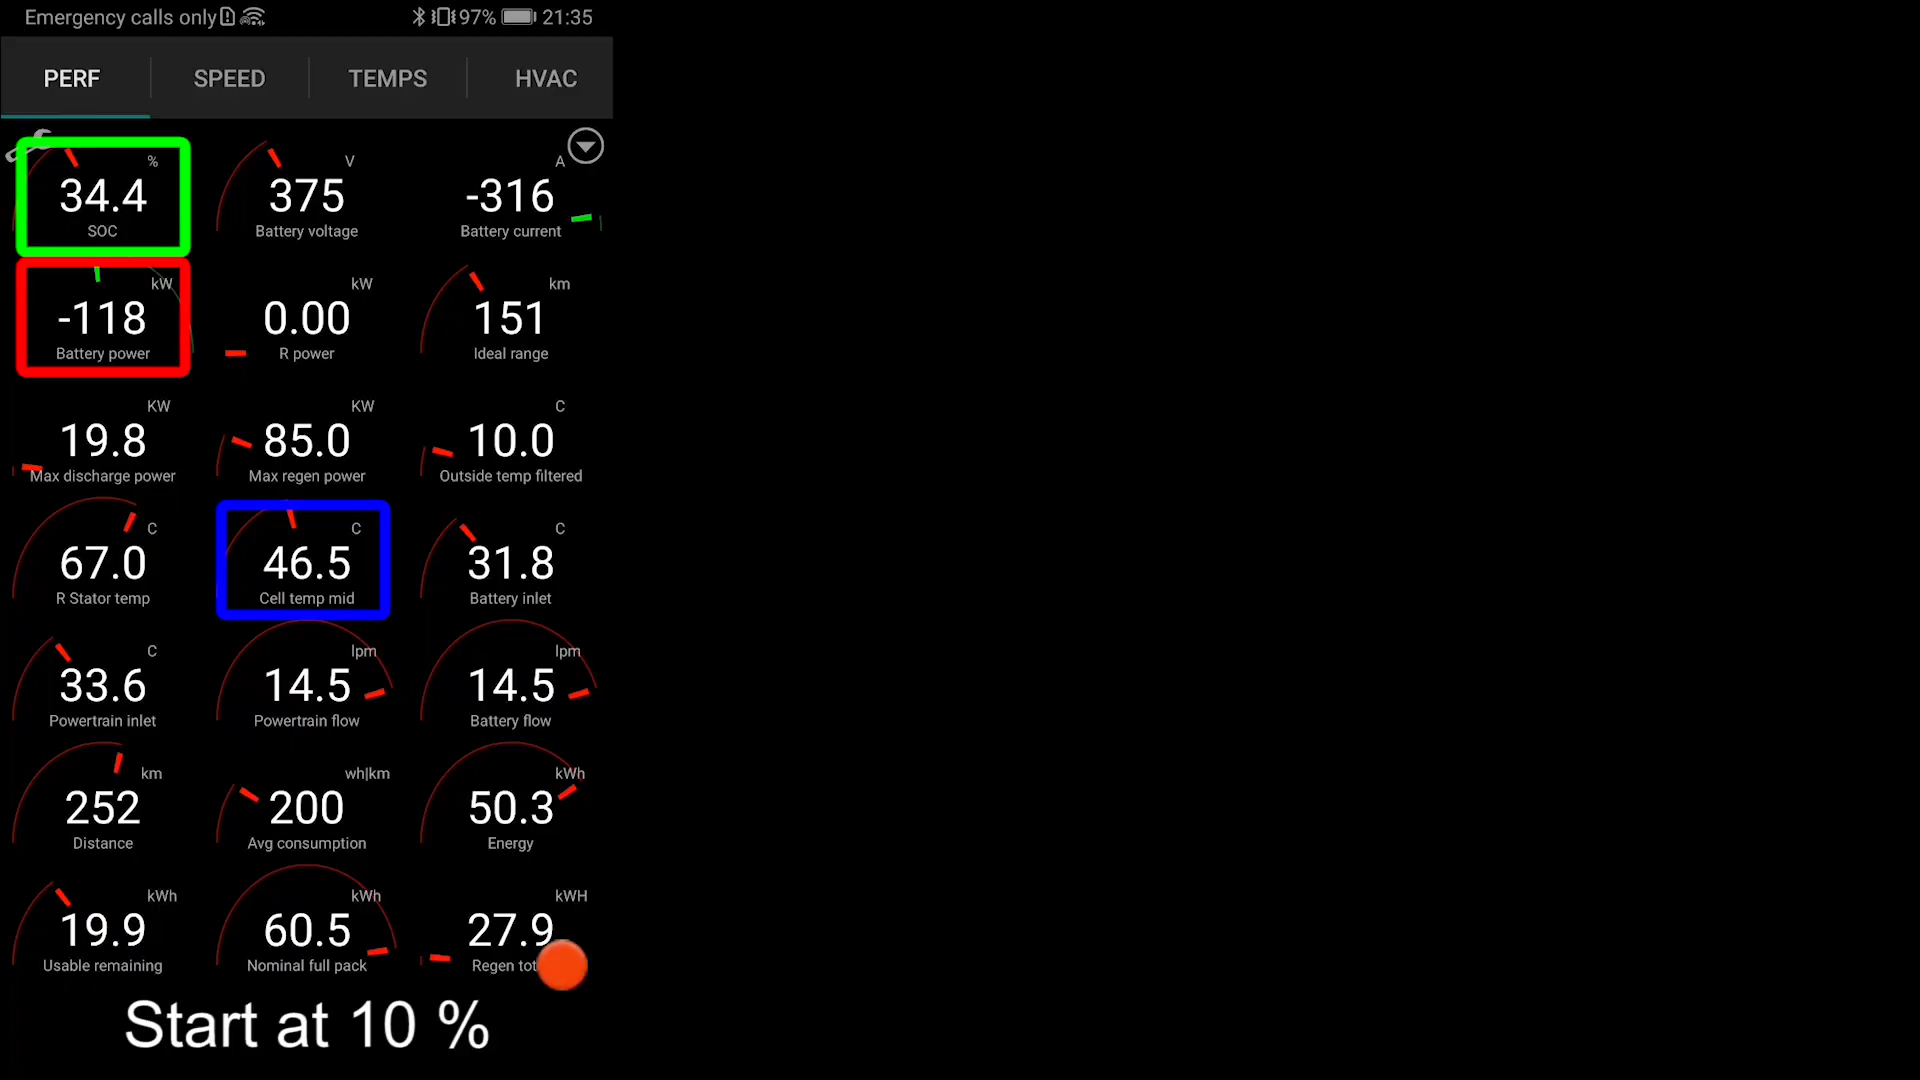 Emergency calls only 97% 21:35
PERF SPEED TEMPS HVAC
% V A
34.4 375 -316
SOC Battery voltage Battery current
kW kW km
-118 0.00 151
Battery power R power Ideal range
KW KW C
19.8 85.0 10.0
Max discharge power Max regen power Outside temp filtered
C C C
67.0 46.5 31.8
R Stator temp Cell temp mid Battery inlet
C lpm lpm
33.6 14.5 14.5
Powertrain inlet Powertrain flow Battery flow
km wh|km kWh
252 200 50.3
Distance Avg consumption Energy
kWh kWh kWH
19.9 60.5 27.9
Usable remaining Nominal full pack Regen
Start at 10 %